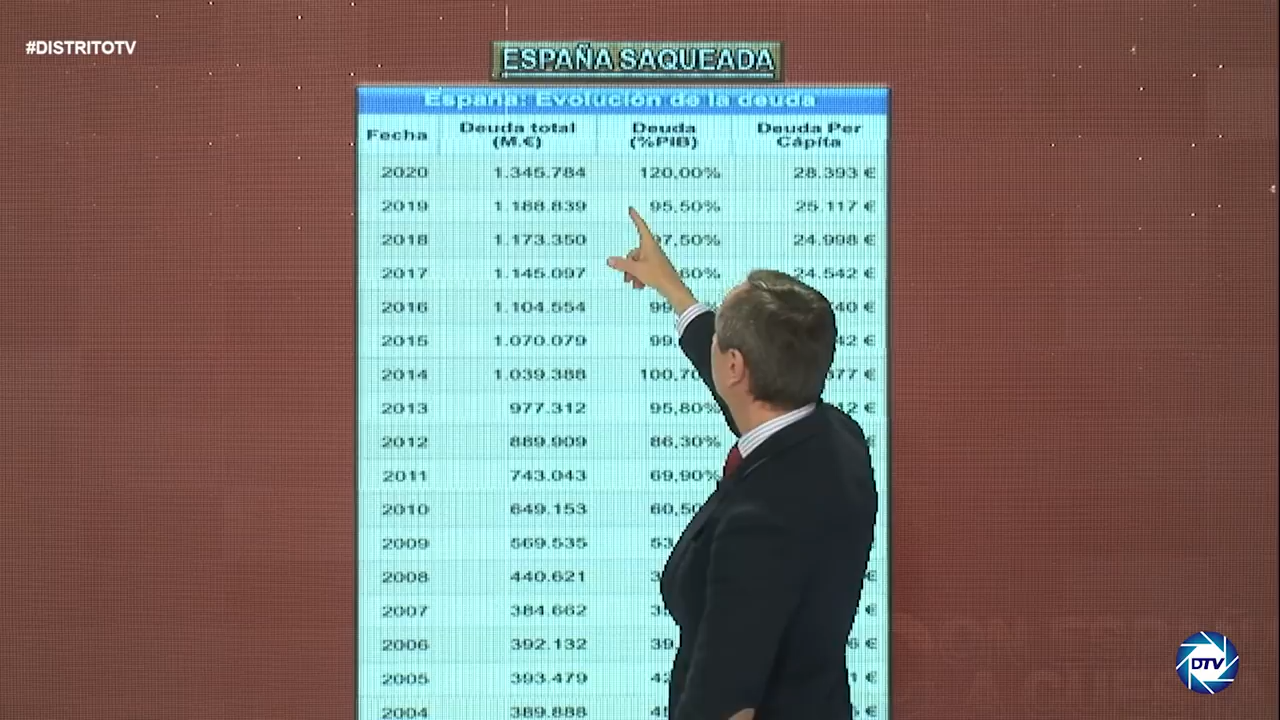 #DISTRITOTV
ESPAÑA SAQUEADA
España: Evolución de la deuda
Fecha Deuda total (M.€) Deuda (%PIB) Deuda Per Cápita
2020 1.345.784 120,00% 28.393 €
2019 1.188.839 95,50% 25.117 €
2018 1.173.350 97,50% 24.998 €
2017 1.145.097 ,60% 24.542 €
2016 1.104.554 99 40 €
2015 1.070.079 99, 42 €
2014 1.039.388 100,70 677 €
2013 977.312 95,80% 12 €
2012 889.909 86,30% €
2011 743.043 69,90%
2010 649.153 60,50
2009 569.535 53
2008 440.621 3 €
2007 384.662 35 €
2006 392.132 39, 6 €
2005 393.479 42 1 €
2004 389.888 45 €
DTV